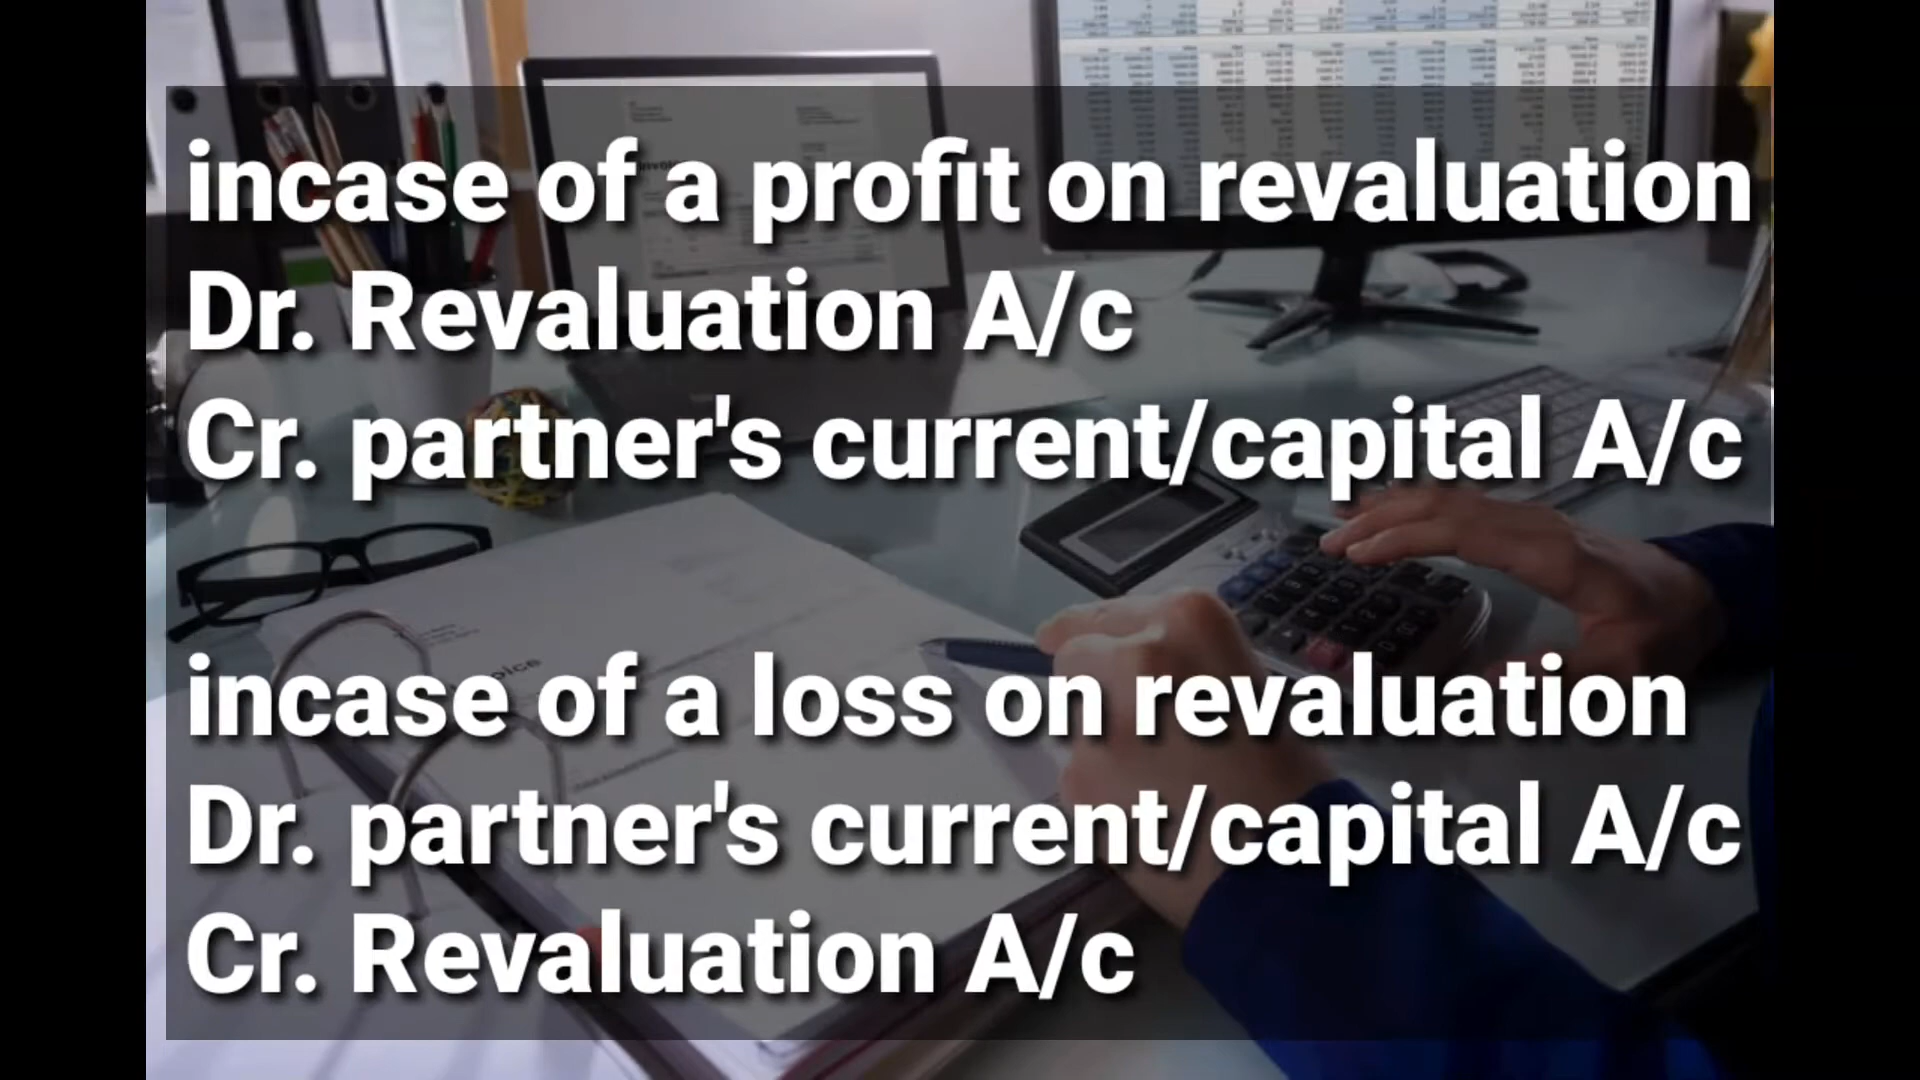 incase of a profit on revaluation
Dr. Revaluation A/c
Cr. partner's current/capital A/c
incase of a loss on revaluation
Dr. partner's current/capital A/c
Cr. Revaluation A/c